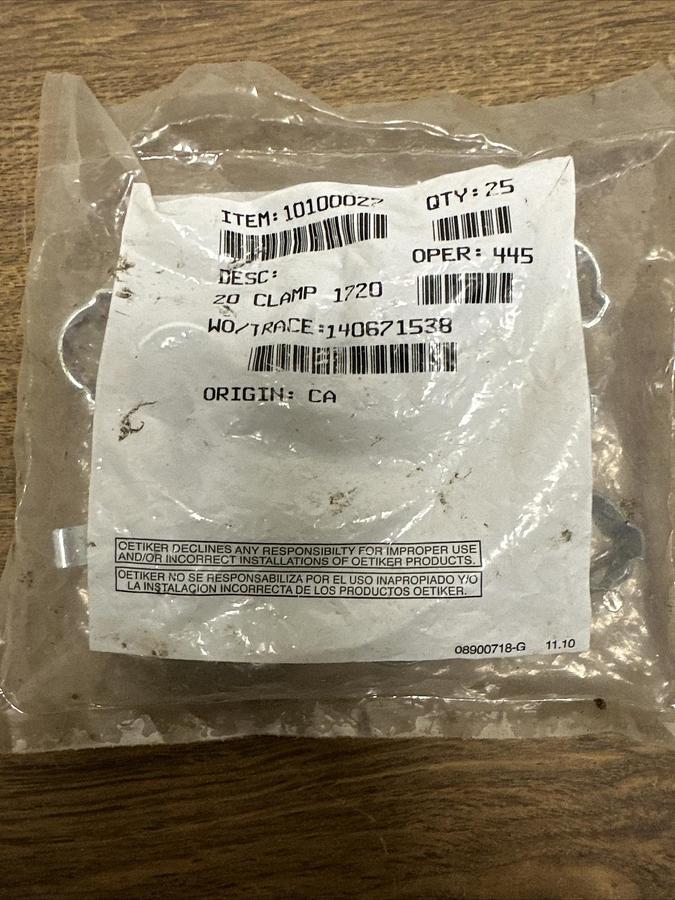 ITEM:10100027 QTY:25
OPER: 445
DESC:
20 CLAMP 1720
WO/TRACE:140671538
ORIGIN: CA
OETIKER DECLINES ANY RESPONSIBILTY FOR IMPROPER USE
AND/OR INCORRECT INSTALLATIONS OF OETIKER PRODUCTS.
OETIKER NO SE RESPONSABILIZA POR EL USO INAPROPIADO Y/O
LA INSTALACION INCORRECTA DE LOS PRODUCTOS OETIKER.
08900718-G 11.10